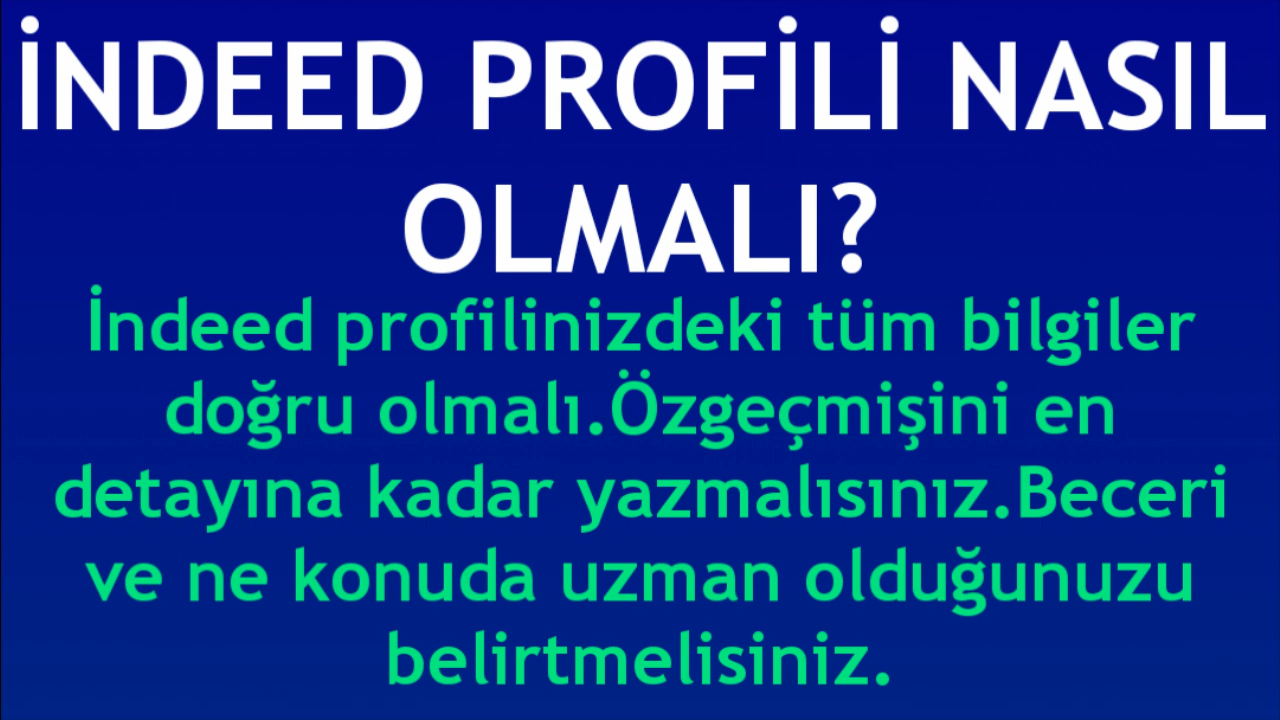 İNDEED PROFİLİ NASIL
OLMALI?
İndeed profilinizdeki tüm bilgiler
doğru olmalı.Özgeçmişini en
detayına kadar yazmalısınız.Beceri
ve ne konuda uzman olduğunuzu
belirtmelisiniz.